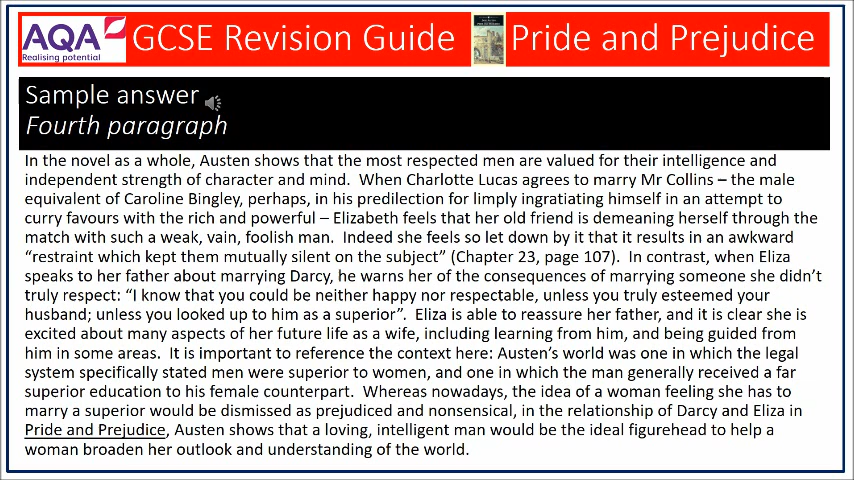 AQA
Realising potential
GCSE Revision Guide
Pride and Prejudice
Sample answer
Fourth paragraph
In the novel as a whole, Austen shows that the most respected men are valued for their intelligence and
independent strength of character and mind.  When Charlotte Lucas agrees to marry Mr Collins – the male
equivalent of Caroline Bingley, perhaps, in his predilection for limply ingratiating himself in an attempt to
curry favours with the rich and powerful – Elizabeth feels that her old friend is demeaning herself through the
match with such a weak, vain, foolish man.  Indeed she feels so let down by it that it results in an awkward
“restraint which kept them mutually silent on the subject” (Chapter 23, page 107).  In contrast, when Eliza
speaks to her father about marrying Darcy, he warns her of the consequences of marrying someone she didn’t
truly respect: “I know that you could be neither happy nor respectable, unless you truly esteemed your
husband; unless you looked up to him as a superior”.  Eliza is able to reassure her father, and it is clear she is
excited about many aspects of her future life as a wife, including learning from him, and being guided from
him in some areas.  It is important to reference the context here: Austen’s world was one in which the legal
system specifically stated men were superior to women, and one in which the man generally received a far
superior education to his female counterpart.  Whereas nowadays, the idea of a woman feeling she has to
marry a superior would be dismissed as prejudiced and nonsensical, in the relationship of Darcy and Eliza in
Pride and Prejudice, Austen shows that a loving, intelligent man would be the ideal figurehead to help a
woman broaden her outlook and understanding of the world.